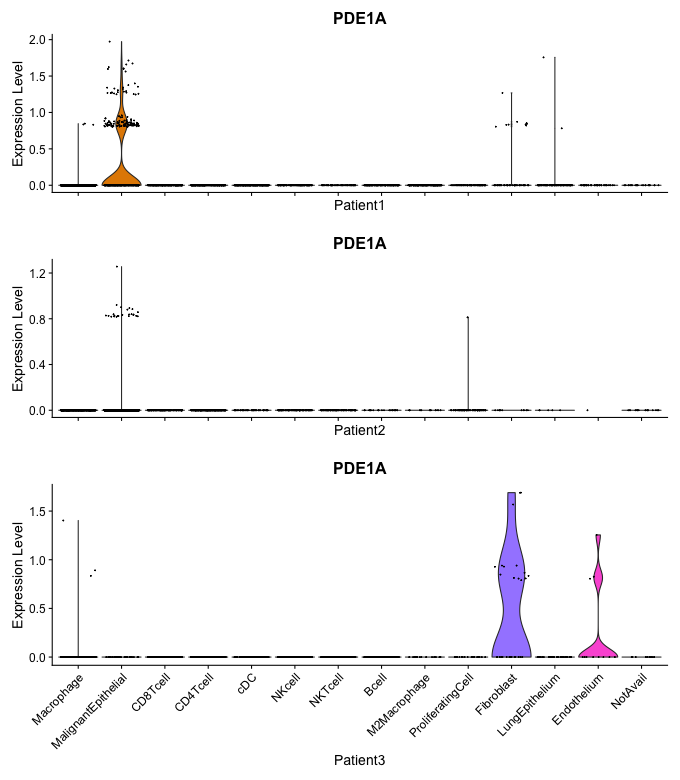 PDE1A
2.0
1.5
1.0
0.5
0.0
Expression Level
Patient1
PDE1A
1.2
0.8
0.4
0.0
Expression Level
Patient2
PDE1A
1.5
1.0
0.5
0.0
Expression Level
Macrophage
MalignantEpithelial
CD8Tcell
CD4Tcell
cDC
NKcell
NKTcell
Bcell
M2Macrophage
ProliferatingCell
Fibroblast
LungEpithelium
Endothelium
NotAvail
Patient3